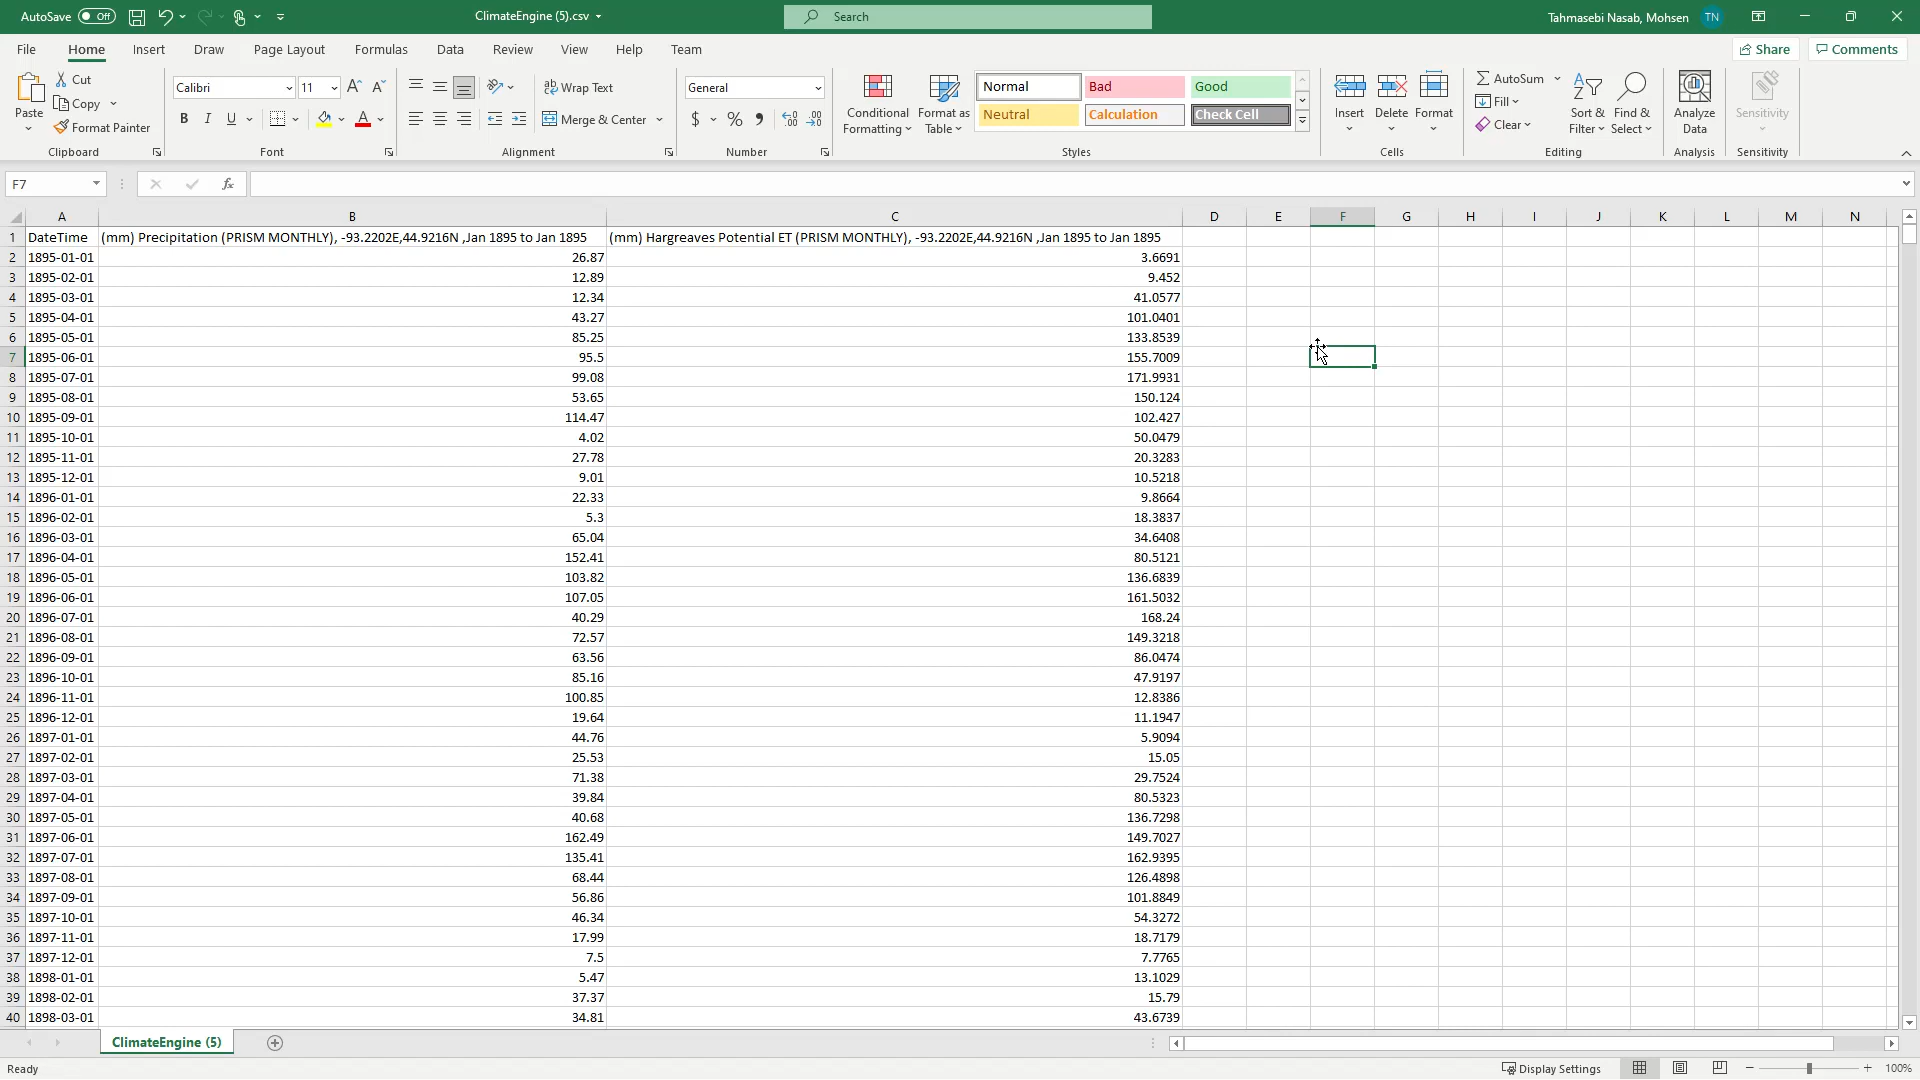 AutoSave Off ClimateEngine (5).csv Search Tahmasebi Nasab, Mohsen TN
File Home Insert Draw Page Layout Formulas Data Review View Help Team Share Comments
Paste Cut Copy Format Painter Clipboard
Calibri 11 B I U A A A Font
ab Wrap Text Merge & Center Alignment
General $ % 9 Number
Conditional Formatting Format as Table Normal Bad Good Neutral Calculation Check Cell Styles
Insert Delete Format Cells
AutoSum Fill Clear Sort & Filter Find & Select Editing
Analyze Data Analysis
Sensitivity Sensitivity
F7 fx
A B C D E F G H I J K L M N
1 DateTime (mm) Precipitation (PRISM MONTHLY), -93.2202E,44.9216N ,Jan 1895 to Jan 1895 (mm) Hargreaves Potential ET (PRISM MONTHLY), -93.2202E,44.9216N ,Jan 1895 to Jan 1895
2 1895-01-01 26.87 3.6691
3 1895-02-01 12.89 9.452
4 1895-03-01 12.34 41.0577
5 1895-04-01 43.27 101.0401
6 1895-05-01 85.25 133.8539
7 1895-06-01 95.5 155.7009
8 1895-07-01 99.08 171.9931
9 1895-08-01 53.65 150.124
10 1895-09-01 114.47 102.427
11 1895-10-01 4.02 50.0479
12 1895-11-01 27.78 20.3283
13 1895-12-01 9.01 10.5218
14 1896-01-01 22.33 9.8664
15 1896-02-01 5.3 18.3837
16 1896-03-01 65.04 34.6408
17 1896-04-01 152.41 80.5121
18 1896-05-01 103.82 136.6839
19 1896-06-01 107.05 161.5032
20 1896-07-01 40.29 168.24
21 1896-08-01 72.57 149.3218
22 1896-09-01 63.56 86.0474
23 1896-10-01 85.16 47.9197
24 1896-11-01 100.85 12.8386
25 1896-12-01 19.64 11.1947
26 1897-01-01 44.76 5.9094
27 1897-02-01 25.53 15.05
28 1897-03-01 71.38 29.7524
29 1897-04-01 39.84 80.5323
30 1897-05-01 40.68 136.7298
31 1897-06-01 162.49 149.7027
32 1897-07-01 135.41 162.9395
33 1897-08-01 68.44 126.4898
34 1897-09-01 56.86 101.8849
35 1897-10-01 46.34 54.3272
36 1897-11-01 17.99 18.7179
37 1897-12-01 7.5 7.7765
38 1898-01-01 5.47 13.1029
39 1898-02-01 37.37 15.79
40 1898-03-01 34.81 43.6739
ClimateEngine (5)
Ready Display Settings 100%